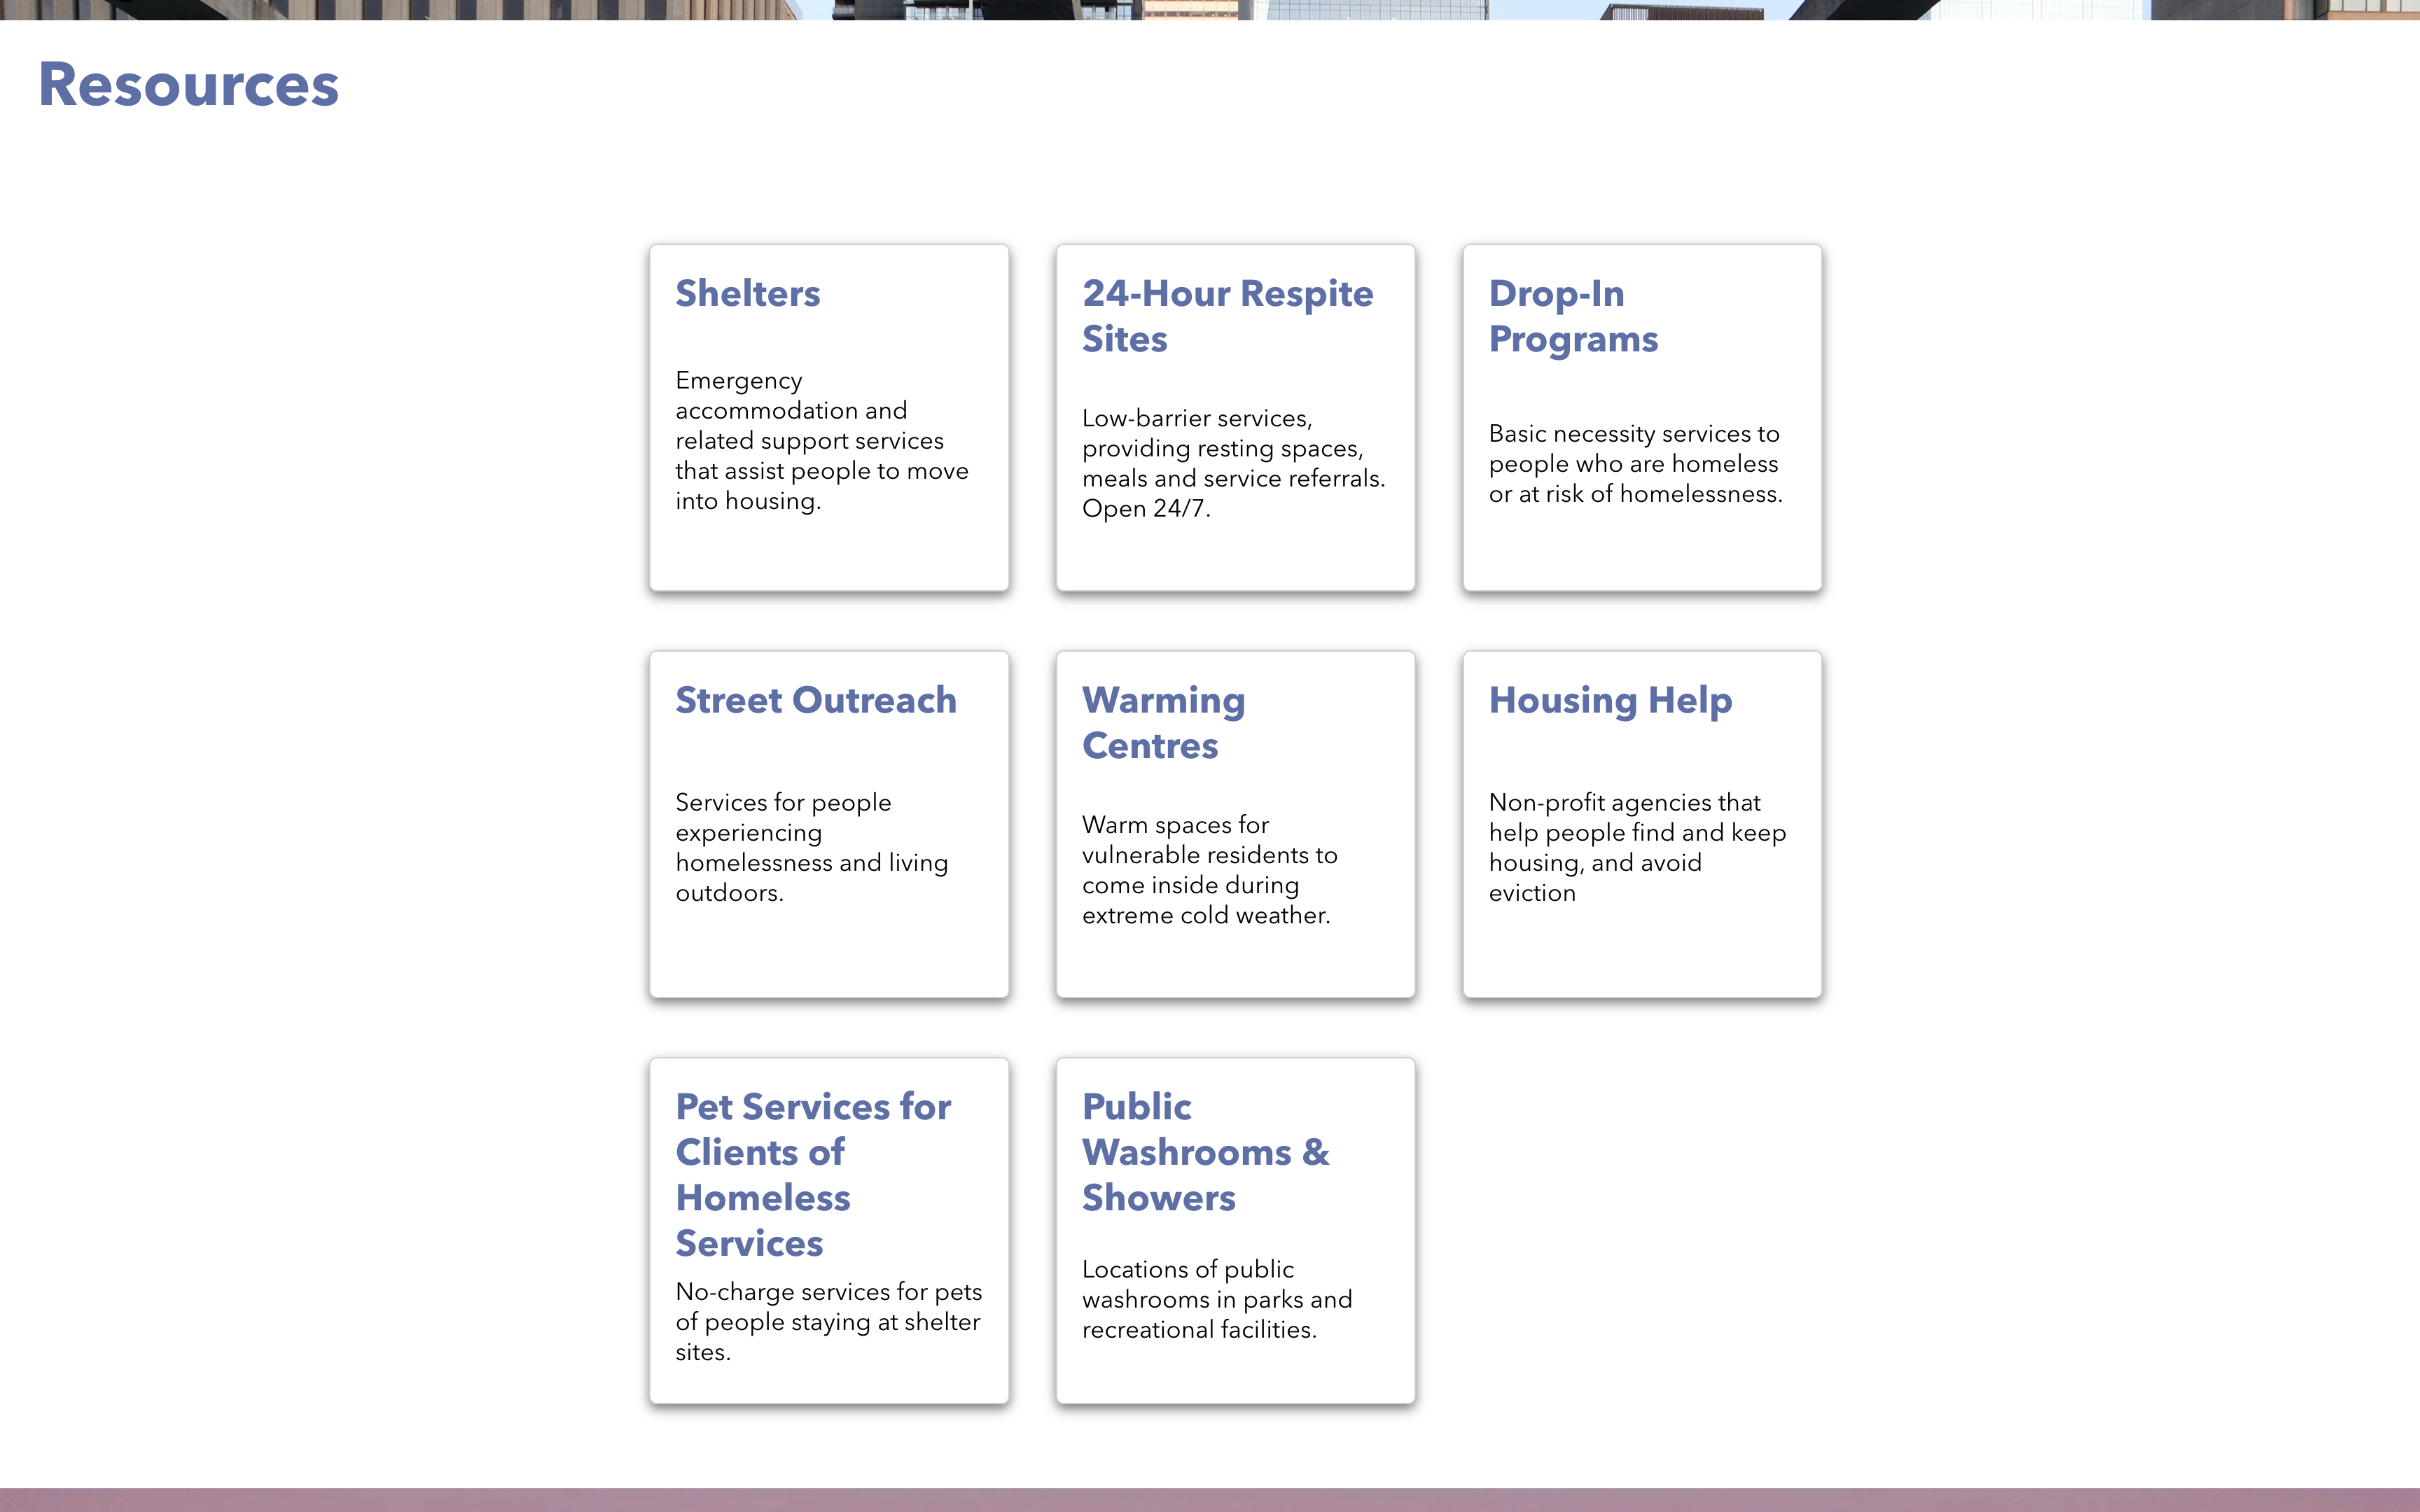 Resources
Shelters
Emergency
accommodation and
related support services
that assist people to move
into housing.
24-Hour Respite
Sites
Low-barrier services,
providing resting spaces,
meals and service referrals.
Open 24/7.
Drop-In
Programs
Basic necessity services to
people who are homeless
or at risk of homelessness.
Street Outreach
Services for people
experiencing
homelessness and living
outdoors.
Warming
Centres
Warm spaces for
vulnerable residents to
come inside during
extreme cold weather.
Housing Help
Non-profit agencies that
help people find and keep
housing, and avoid
eviction
Pet Services for
Clients of
Homeless
Services
No-charge services for pets
of people staying at shelter
sites.
Public
Washrooms &
Showers
Locations of public
washrooms in parks and
recreational facilities.